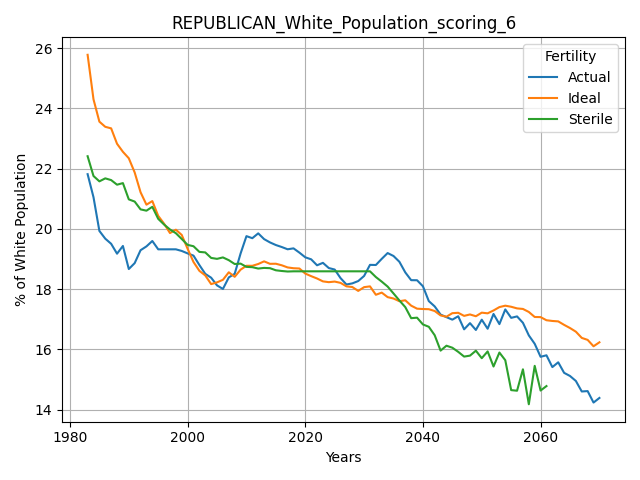 REPUBLICAN_White_Population_scoring_6
Fertility
Actual
Ideal
Sterile
% of White Population
26
24
22
20
18
16
14
1980
2000
2020
2040
2060
Years